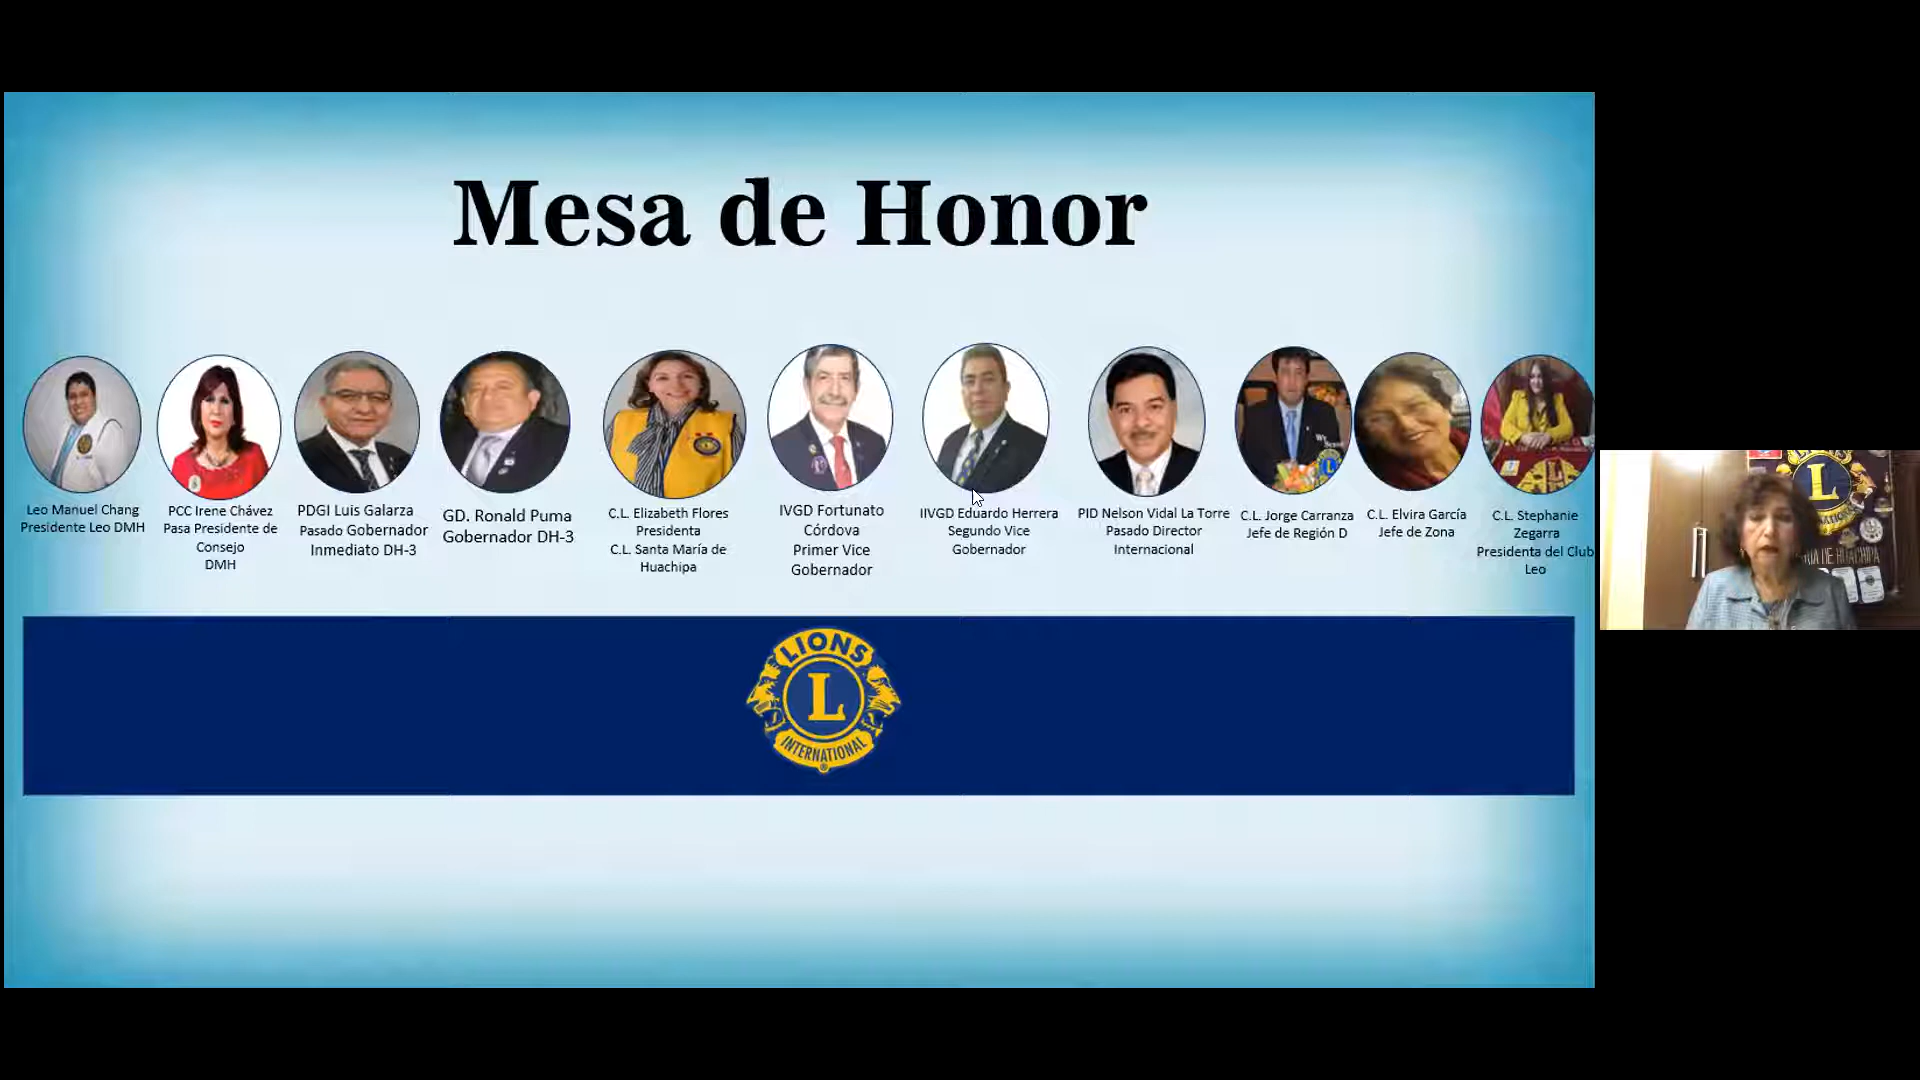 Mesa de Honor
Leo Manuel Chang
Presidente Leo DMH
PCC Irene Chávez
Pasa Presidente de
Consejo
DMH
PDGI Luis Galarza
Pasado Gobernador
Inmediato DH-3
GD. Ronald Puma
Gobernador DH-3
C.L. Elizabeth Flores
Presidenta
C.L. Santa María de
Huachipa
IVGD Fortunato
Córdova
Primer Vice
Gobernador
IIVGD Eduardo Herrera
Segundo Vice
Gobernador
PID Nelson Vidal La Torre
Pasado Director
Internacional
C.L. Jorge Carranza
Jefe de Región D
C.L. Elvira García
Jefe de Zona
C.L. Stephanie
Zegarra
Presidenta del Club
Leo
LIONS
L
INTERNATIONAL
®
L
DE HUACHIPA